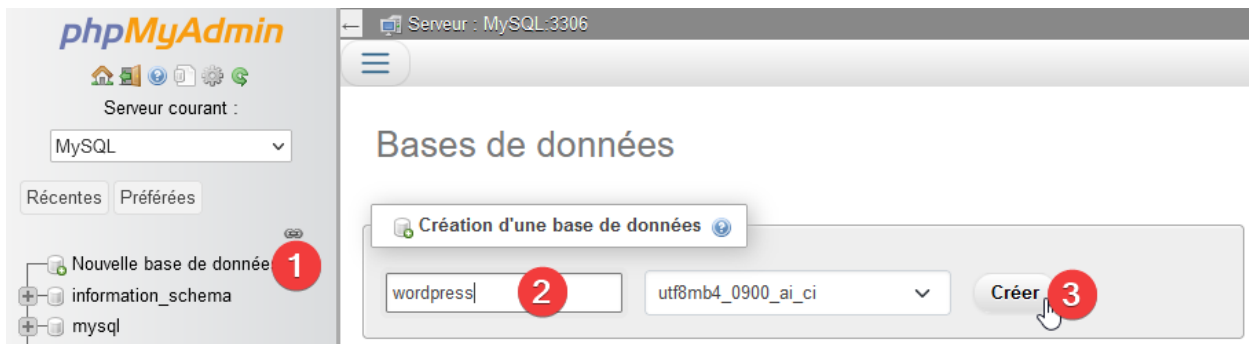 phpMyAdmin
Serveur courant :
MySQL
Récentes Préférées
Nouvelle base de donnée 1
information_schema
mysql
Serveur : MySQL:3306
Bases de données
Création d'une base de données
wordpress 2 utf8mb4_0900_ai_ci Créer 3